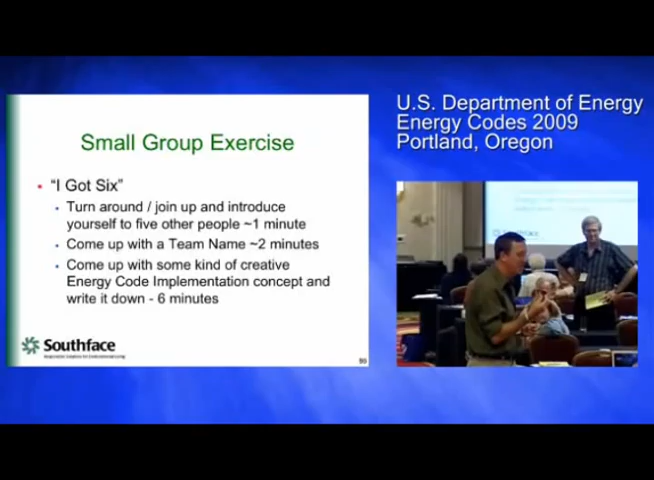 Small Group Exercise
"I Got Six"
Turn around / join up and introduce
yourself to five other people ~1 minute
Come up with a Team Name ~2 minutes
Come up with some kind of creative
Energy Code Implementation concept and
write it down - 6 minutes
Southface
U.S. Department of Energy
Energy Codes 2009
Portland, Oregon